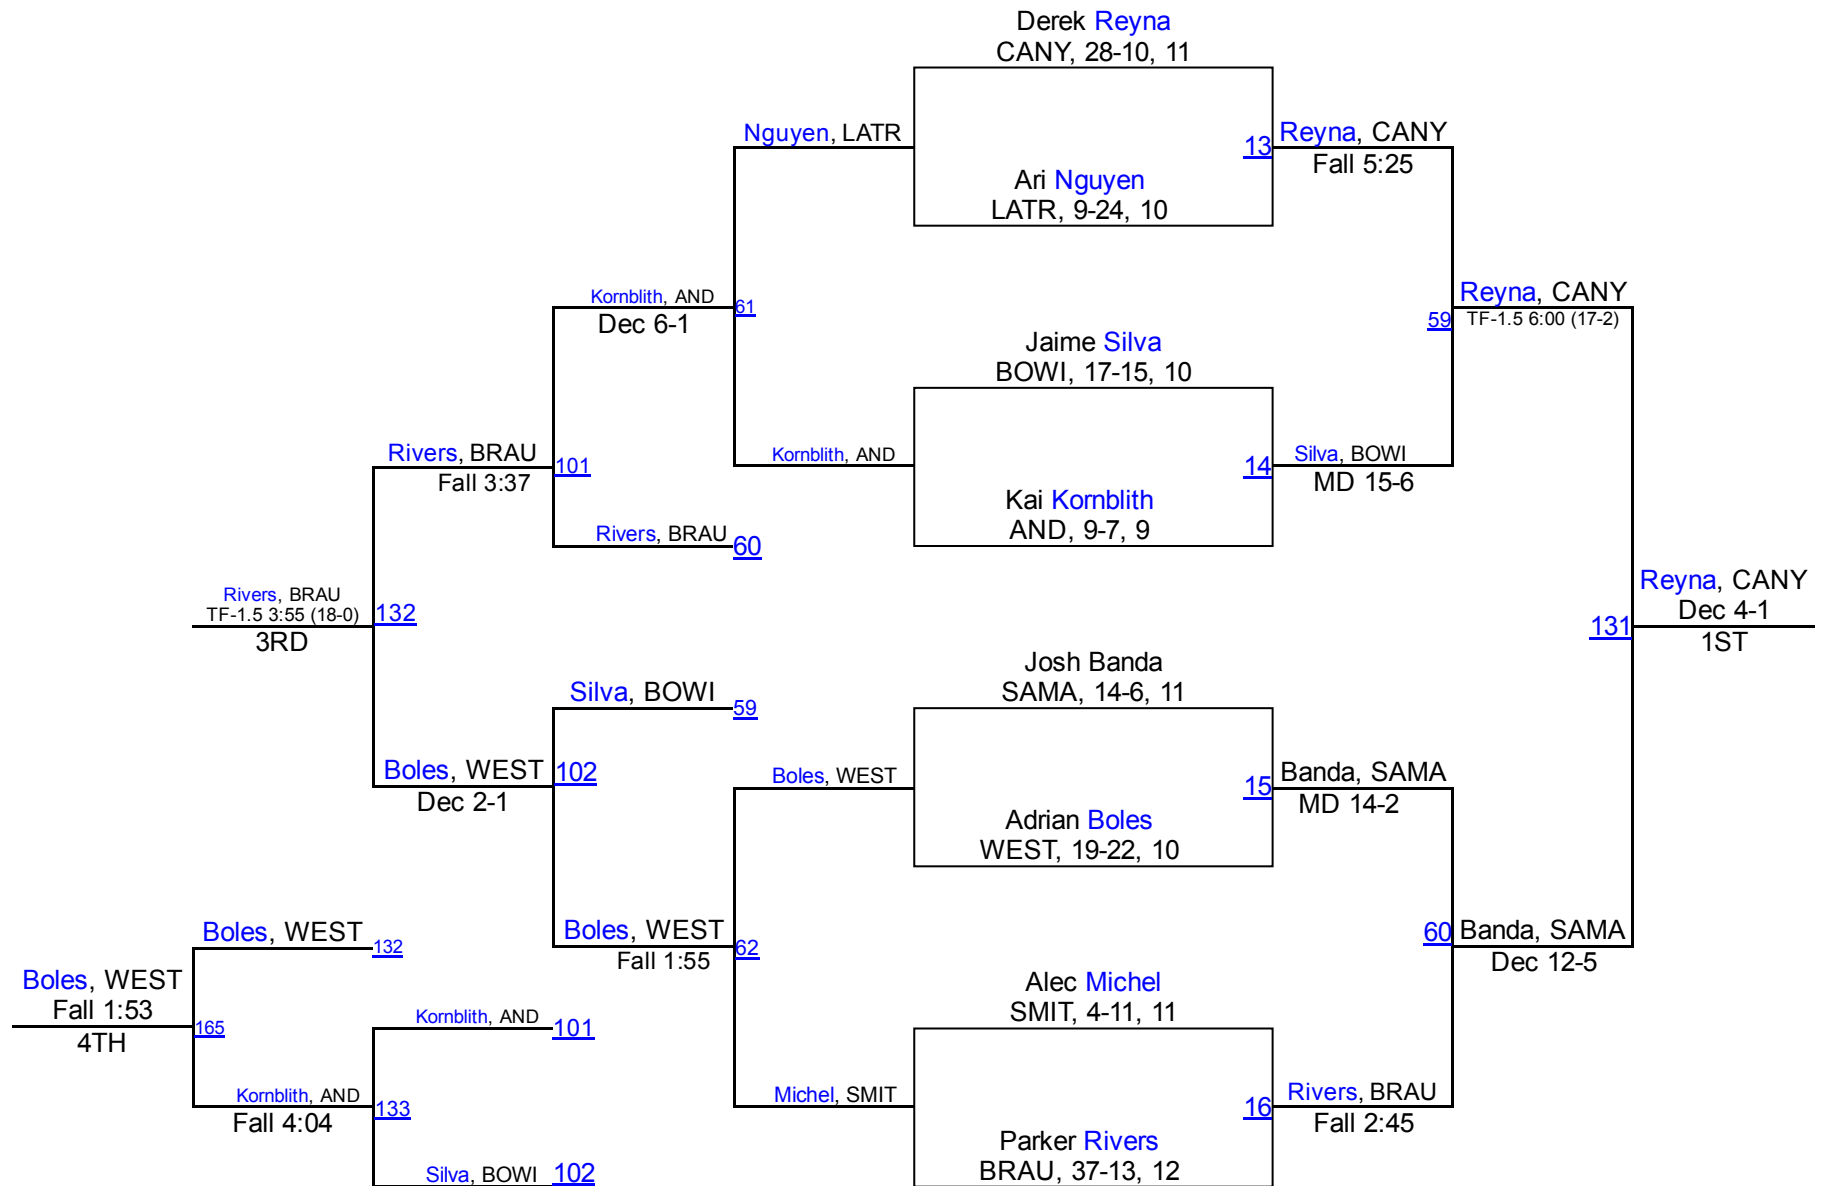 Derek Reyna
CANY, 28-10, 11
Nguyen, LATR
13
Reyna, CANY
Fall 5:25
Ari Nguyen
LATR, 9-24, 10
Kornblith, AND
Dec 6-1
61
Reyna, CANY
TF-1.5 6:00 (17-2)
59
Jaime Silva
BOWI, 17-15, 10
Rivers, BRAU
Fall 3:37
101
Kornblith, AND
14
Silva, BOWI
MD 15-6
Kai Kornblith
AND, 9-7, 9
Rivers, BRAU
60
Rivers, BRAU
TF-1.5 3:55 (18-0)
3RD
132
Reyna, CANY
Dec 4-1
1ST
131
Josh Banda
SAMA, 14-6, 11
Silva, BOWI
59
Boles, WEST
Dec 2-1
102
Boles, WEST
15
Banda, SAMA
MD 14-2
Adrian Boles
WEST, 19-22, 10
Boles, WEST
132
Boles, WEST
Fall 1:55
62
60
Banda, SAMA
Dec 12-5
Boles, WEST
Fall 1:53
4TH
165
Alec Michel
SMIT, 4-11, 11
Kornblith, AND
101
Kornblith, AND
Fall 4:04
133
Michel, SMIT
16
Rivers, BRAU
Fall 2:45
Parker Rivers
BRAU, 37-13, 12
Silva, BOWI
102